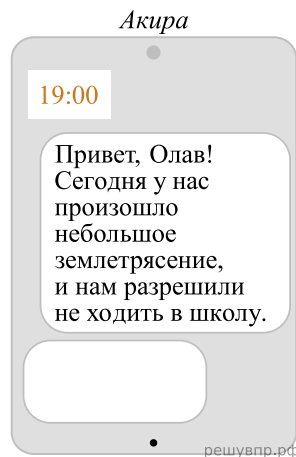 Акира
19:00
Привет, Олав!
Сегодня у нас
произошло
небольшое
землетрясение,
и нам разрешили
не ходить в школу.
решувпр.рф